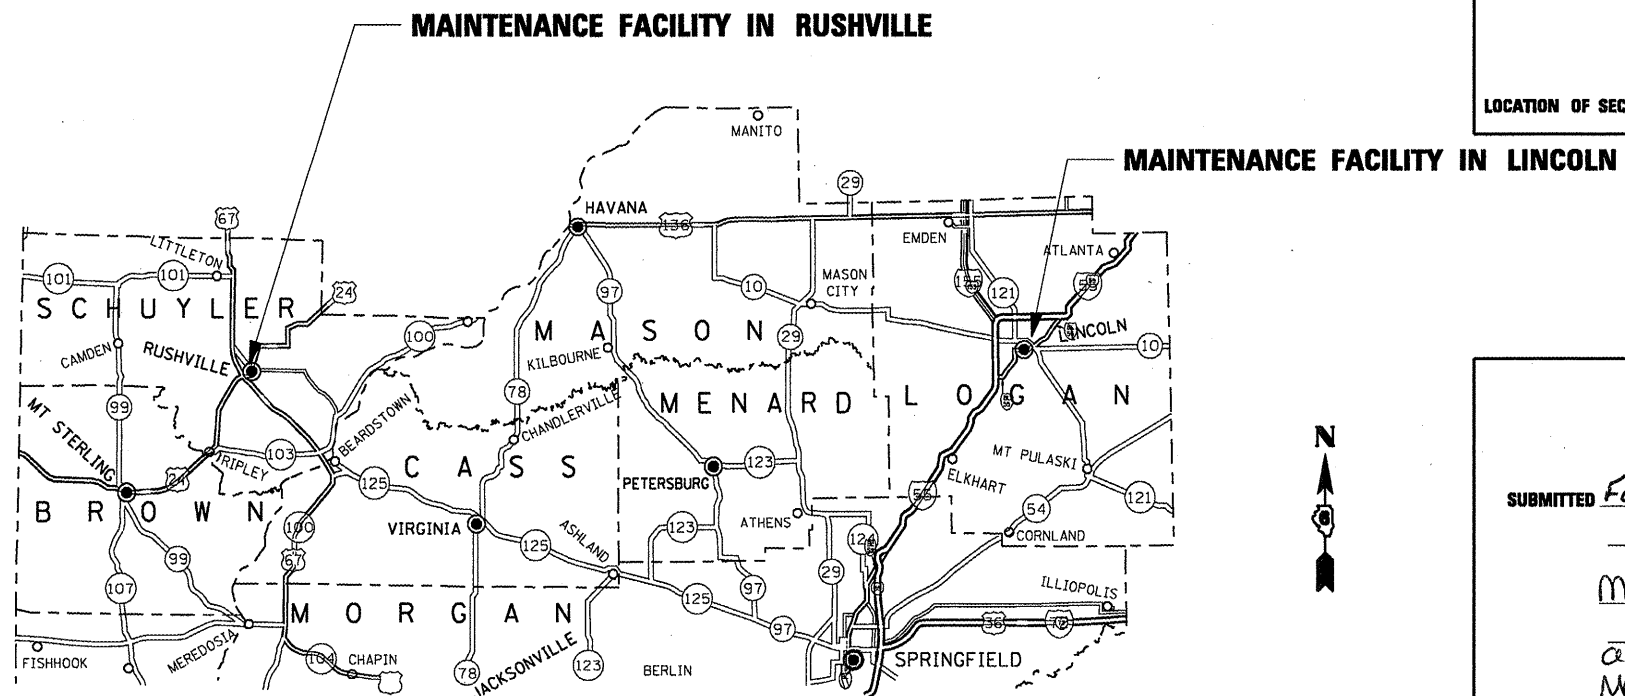 MAINTENANCE FACILITY IN RUSHVILLE
LOCATION OF SEC
MANITO
MAINTENANCE FACILITY IN LINCOLN
29
HAVANA
67
136
EMDEN
LITTLETON
ATLANTA
101
101
24
97
10
MASON CITY
121
SCHUYLER
MASON
LINCOLN
100
29
10
CAMDEN
RUSHVILLE
KILBOURNE
78
99
MENARD
LOGAN
MT STERLING
BEARDSTOWN
CHANDLERVILLE
N
RIPLEY
103
CASS
123
MT PULASKI
24
125
PETERSBURG
ELKHART
121
BROWN
55
54
SUBMITTED
100
VIRGINIA
123
ATHENS
6
125
ASHLAND
124
CORNLAND
99
67
107
97
29
ILLIOPOLIS
MORGAN
125
36
72
97
MEREDOSIA
FISHHOOK
104
CHAPIN
78
JACKSONVILLE
123
BERLIN
SPRINGFIELD